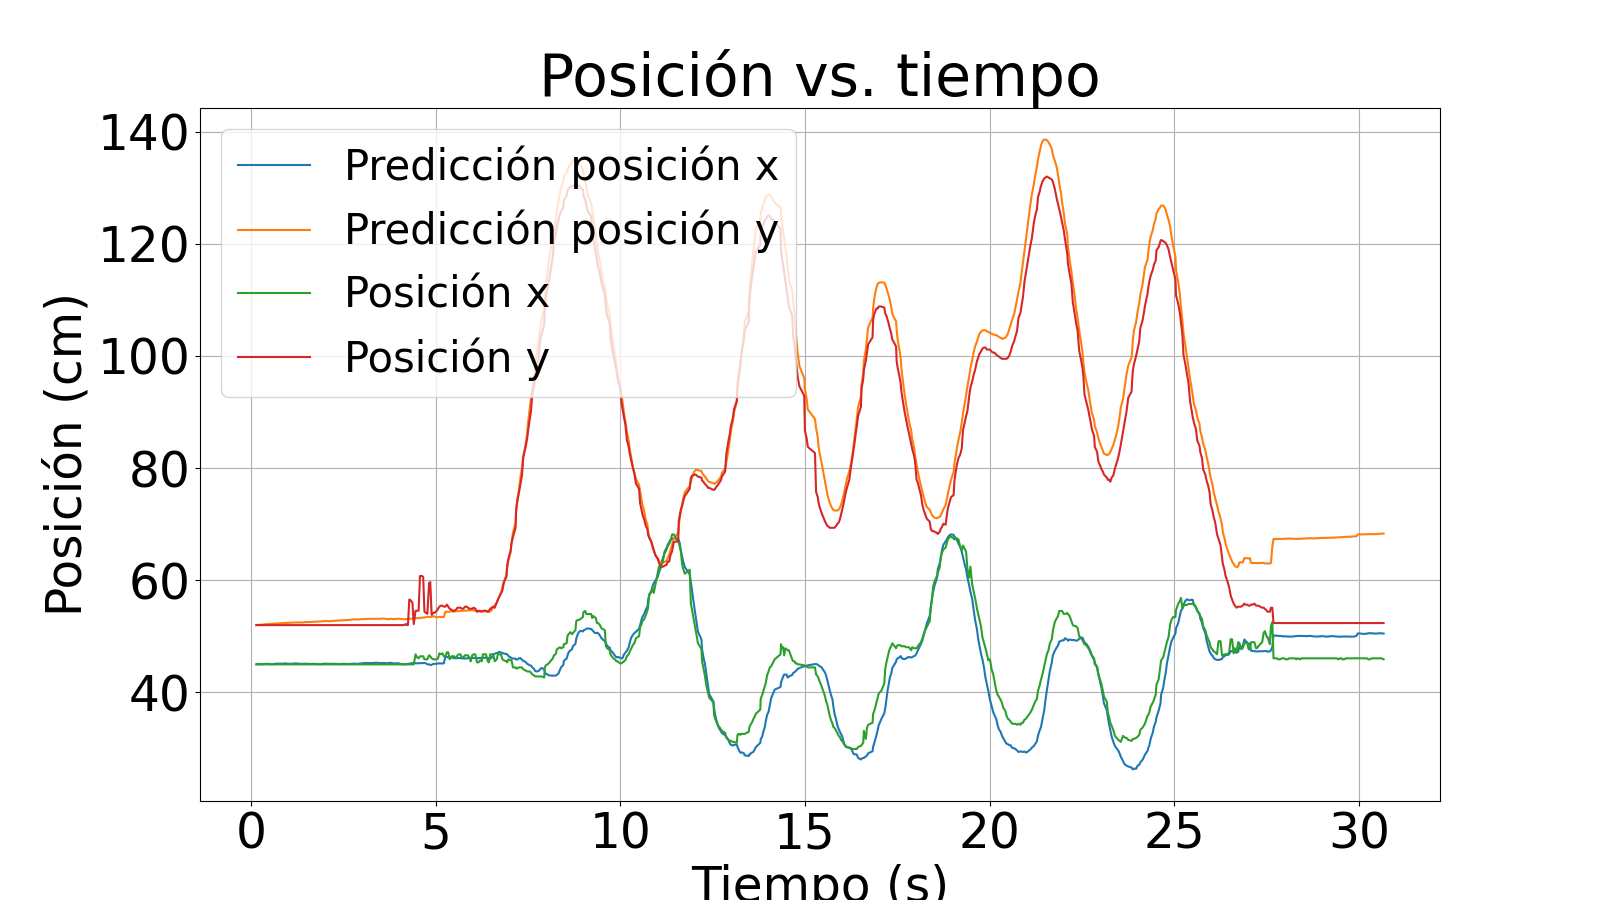 Posición vs. tiempo
Predicción posición x
Predicción posición y
Posición x
Posición y
140
120
100
80
60
40
Posición (cm)
0 5 10 15 20 25 30
Tiempo (s)